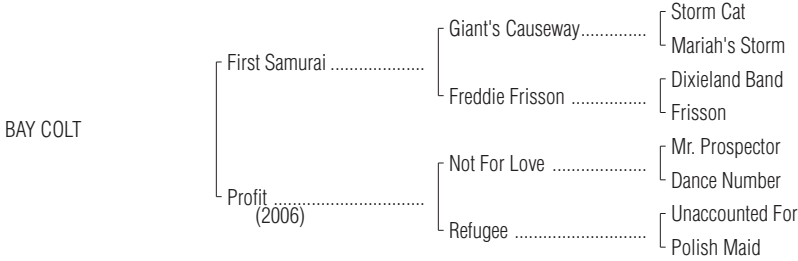 Storm Cat
Giant's Causeway..............
Mariah's Storm
First Samurai ....................
Dixieland Band
Freddie Frisson ................
Frisson
BAY COLT
Mr. Prospector
Not For Love ....................
Dance Number
Profit ................................
(2006)
Unaccounted For
Refugee ............................
Polish Maid